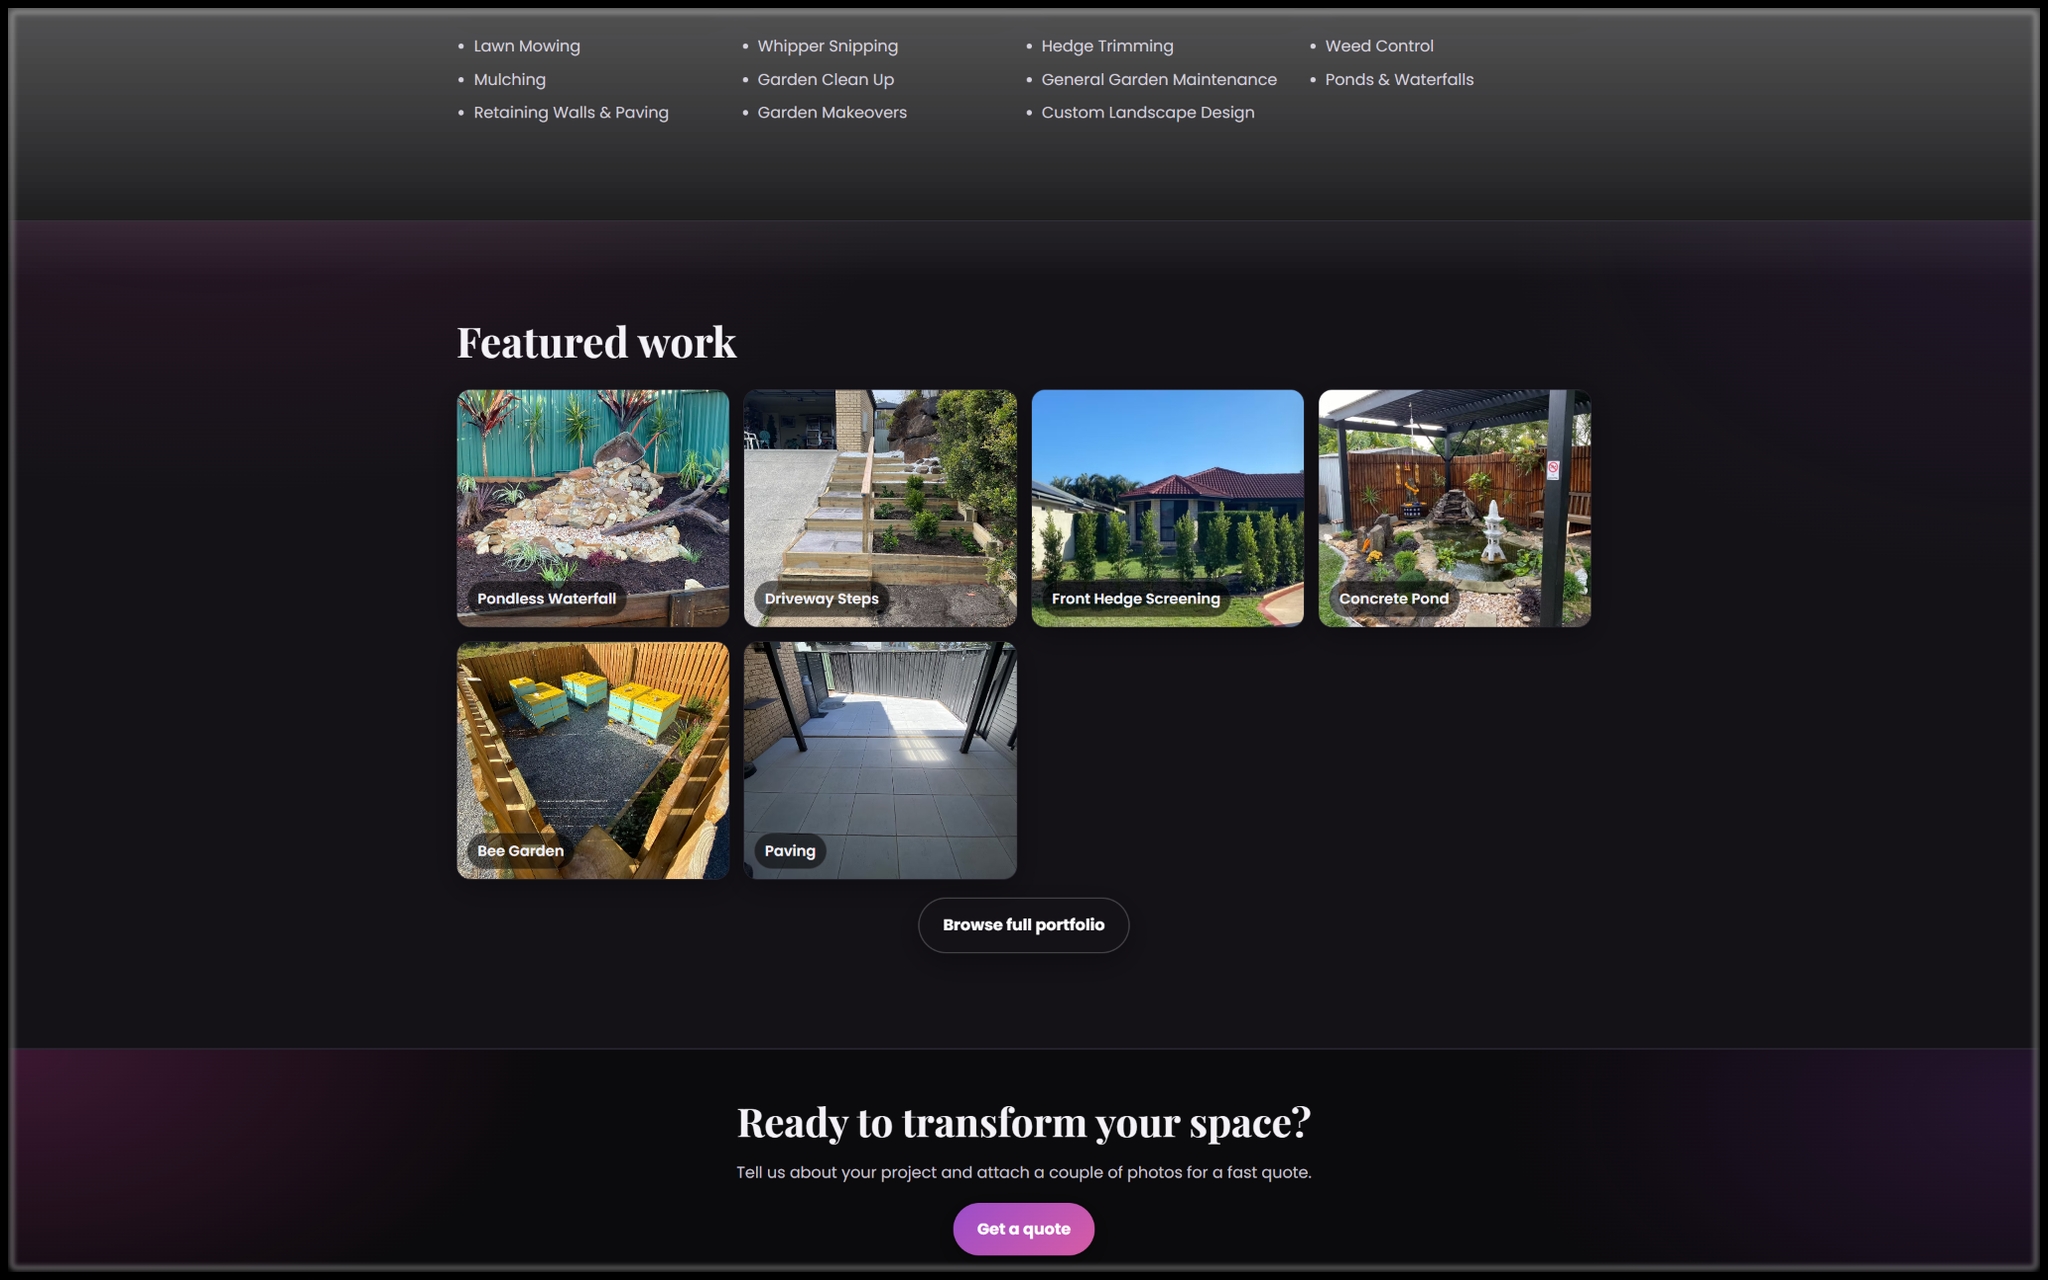 Lawn Mowing
Whipper Snipping
Hedge Trimming
Weed Control
Mulching
Garden Clean Up
General Garden Maintenance
Ponds & Waterfalls
Retaining Walls & Paving
Garden Makeovers
Custom Landscape Design
Featured work
Pondless Waterfall
Driveway Steps
Front Hedge Screening
Concrete Pond
Bee Garden
Paving
Browse full portfolio
Ready to transform your space?
Tell us about your project and attach a couple of photos for a fast quote.
Get a quote